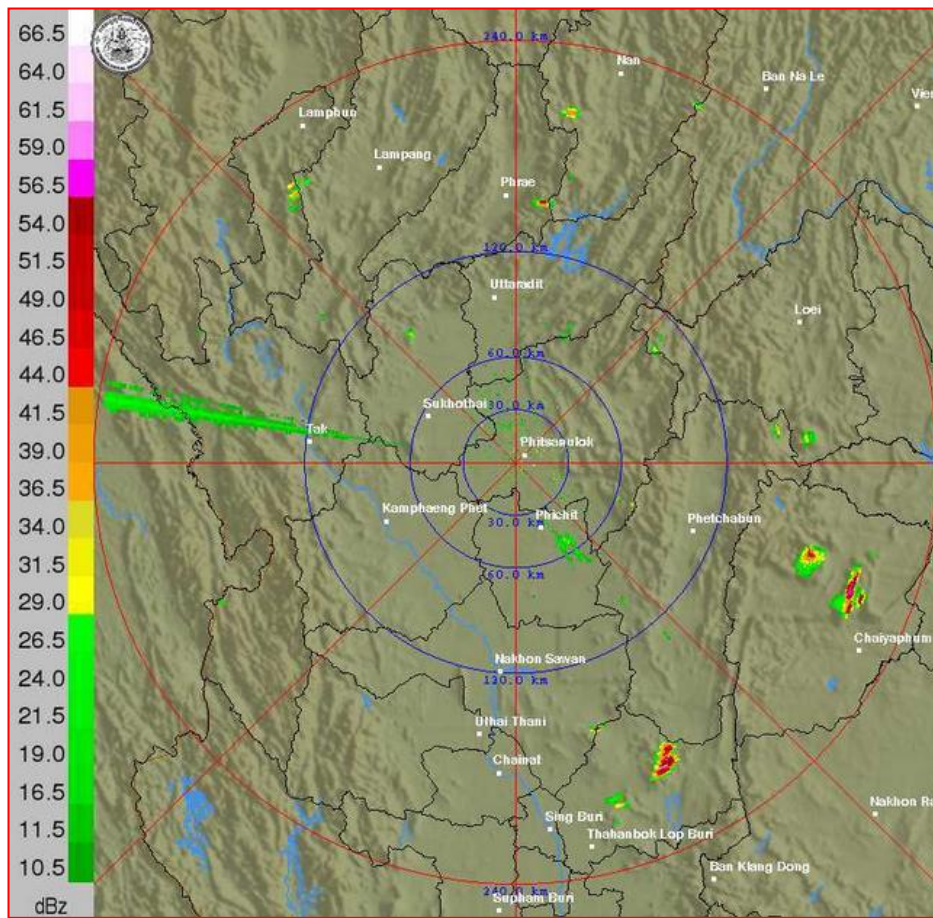 66.5
64.0
61.5
59.0
56.5
54.0
51.5
49.0
46.5
44.0
41.5
39.0
36.5
34.0
31.5
29.0
26.5
24.0
21.5
19.0
16.5
11.5
10.5
dBz
240.0 km
Nan
Ban Na Le
Vien
Lamphun
Lampang
Phrae
120.0 km
Uttaradit
Loei
60.0 km
30.0 km
Sukhothai
Tak
Phitsanulok
Kamphaeng Phet
30.0 km
Phichit
Phetchabun
60.0 km
Chaiyaphum
Nakhon Sawan
120.0 km
Uthai Thani
Chainat
Nakhon Ra
Sing Buri
Thahanbok Lop Buri
Ban Klang Dong
240.0 km
Supham Buri